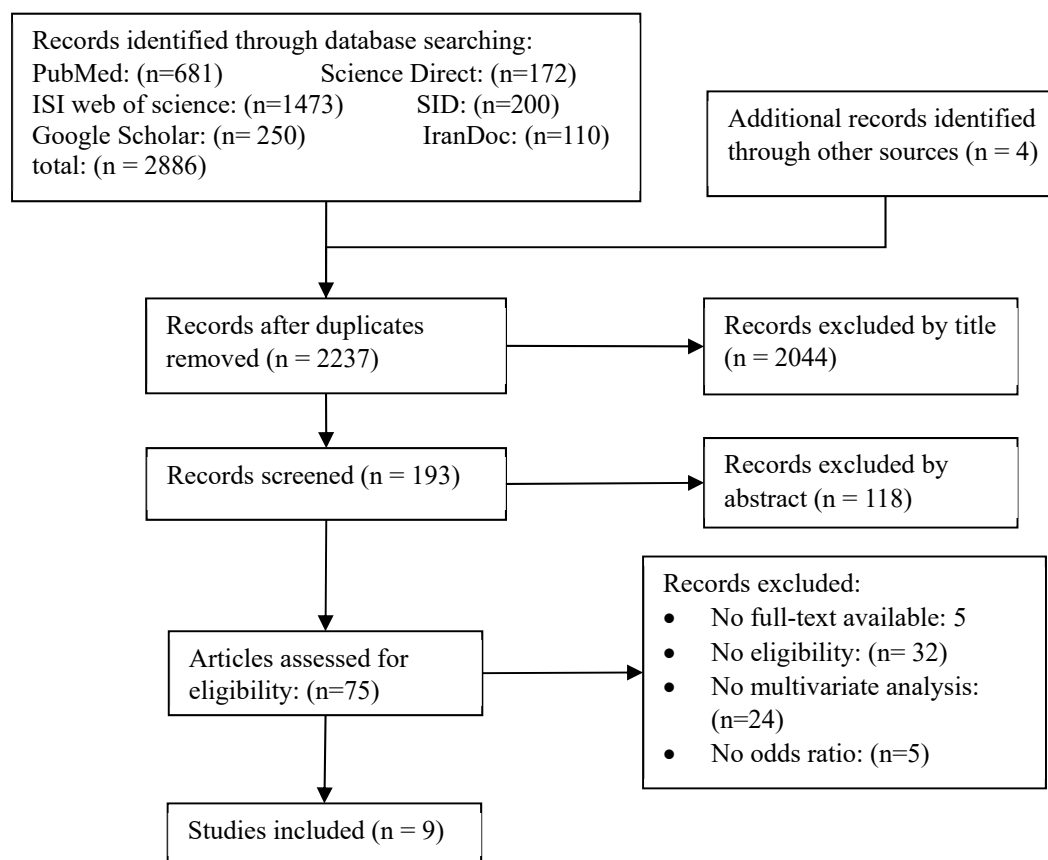 Records identified through database searching:
PubMed: (n=681) Science Direct: (n=172)
ISI web of science: (n=1473) SID: (n=200)
Google Scholar: (n= 250) IranDoc: (n=110)
total: (n = 2886)
Additional records identified
through other sources (n = 4)
Records after duplicates
removed (n = 2237)
Records excluded by title
(n = 2044)
Records screened (n = 193)
Records excluded by
abstract (n = 118)
Articles assessed for
eligibility: (n=75)
Records excluded:
• No full-text available: 5
• No eligibility: (n= 32)
• No multivariate analysis:
(n=24)
• No odds ratio: (n=5)
Studies included (n = 9)